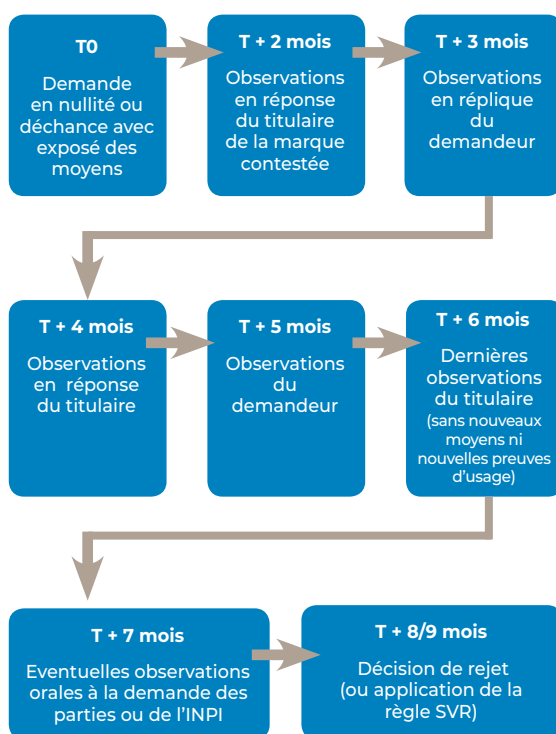 T0
Demande
en nullité ou
déchance avec
exposé des
moyens
T + 2 mois
Observations
en réponse
du titulaire
de la marque
contestée
T + 3 mois
Observations
en réplique
du
demandeur
T + 4 mois
Observations
en réponse
du titulaire
T + 5 mois
Observations
du
demandeur
T + 6 mois
Dernières
observations
du titulaire
(sans nouveaux
moyens ni
nouvelles preuves
d'usage)
T + 7 mois
Eventuelles observations
orales à la demande des
parties ou de l'INPI
T + 8/9 mois
Décision de rejet
(ou application de la
règle SVR)